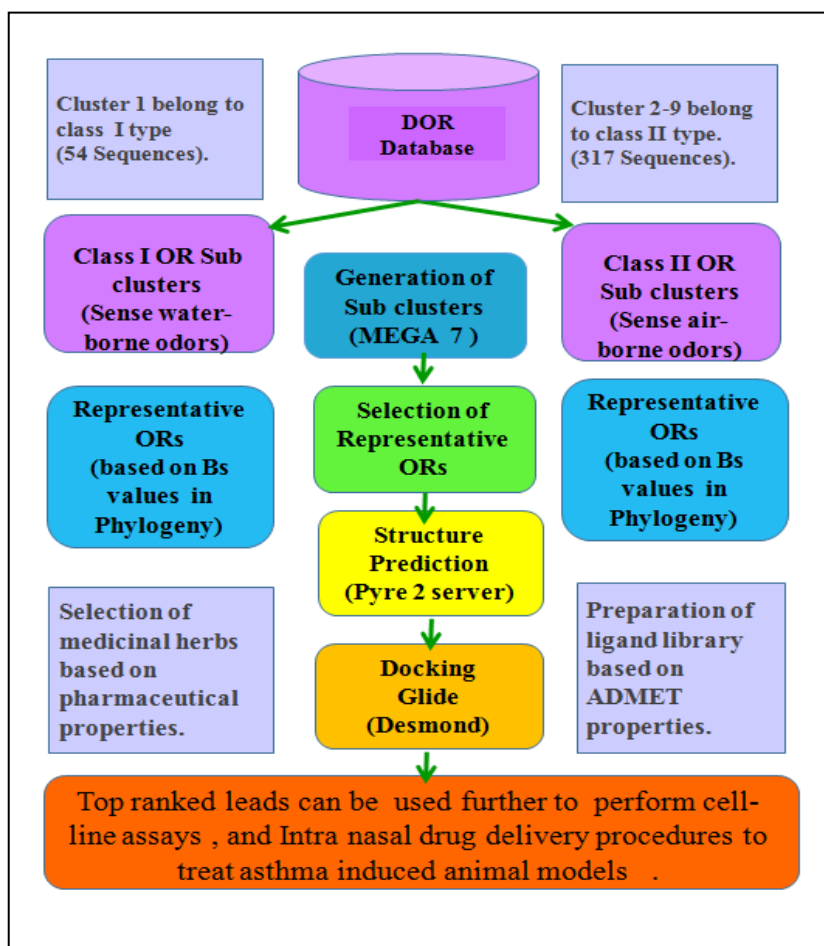 Cluster 1 belong to
class I type
(54 Sequences).
DOR
Database
Cluster 2-9 belong
to class II type.
(317 Sequences).
Class I OR Sub
clusters
(Sense water-
borne odors)
Generation of
Sub clusters
(MEGA 7 )
Class II OR
Sub clusters
(Sense air-
borne odors)
Representative
ORs
(based on Bs
values in
Phylogeny)
Selection of
Representative
ORs
Representative
ORs
(based on Bs
values in
Phylogeny)
Structure
Prediction
(Pyre 2 server)
Selection of
medicinal herbs
based on
pharmaceutical
properties.
Docking
Glide
(Desmond)
Preparation of
ligand library
based on
ADMET
properties.
Top ranked leads can be used further to perform cell-
line assays , and Intra nasal drug delivery procedures to
treat asthma induced animal models .